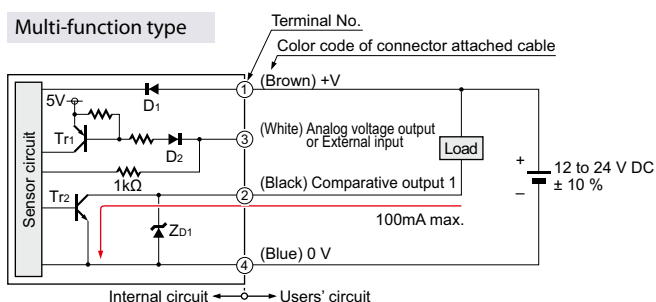 Multi-function type
Terminal No.
Color code of connector attached cable
Sensor circuit
5V
D1
1
(Brown) +V
Tr1
D2
3
(White) Analog voltage output
or External input
1kΩ
Load
+
12 to 24 V DC
–
± 10 %
Tr2
2
(Black) Comparative output 1
100mA max.
ZD1
4
(Blue) 0 V
Internal circuit
Users' circuit